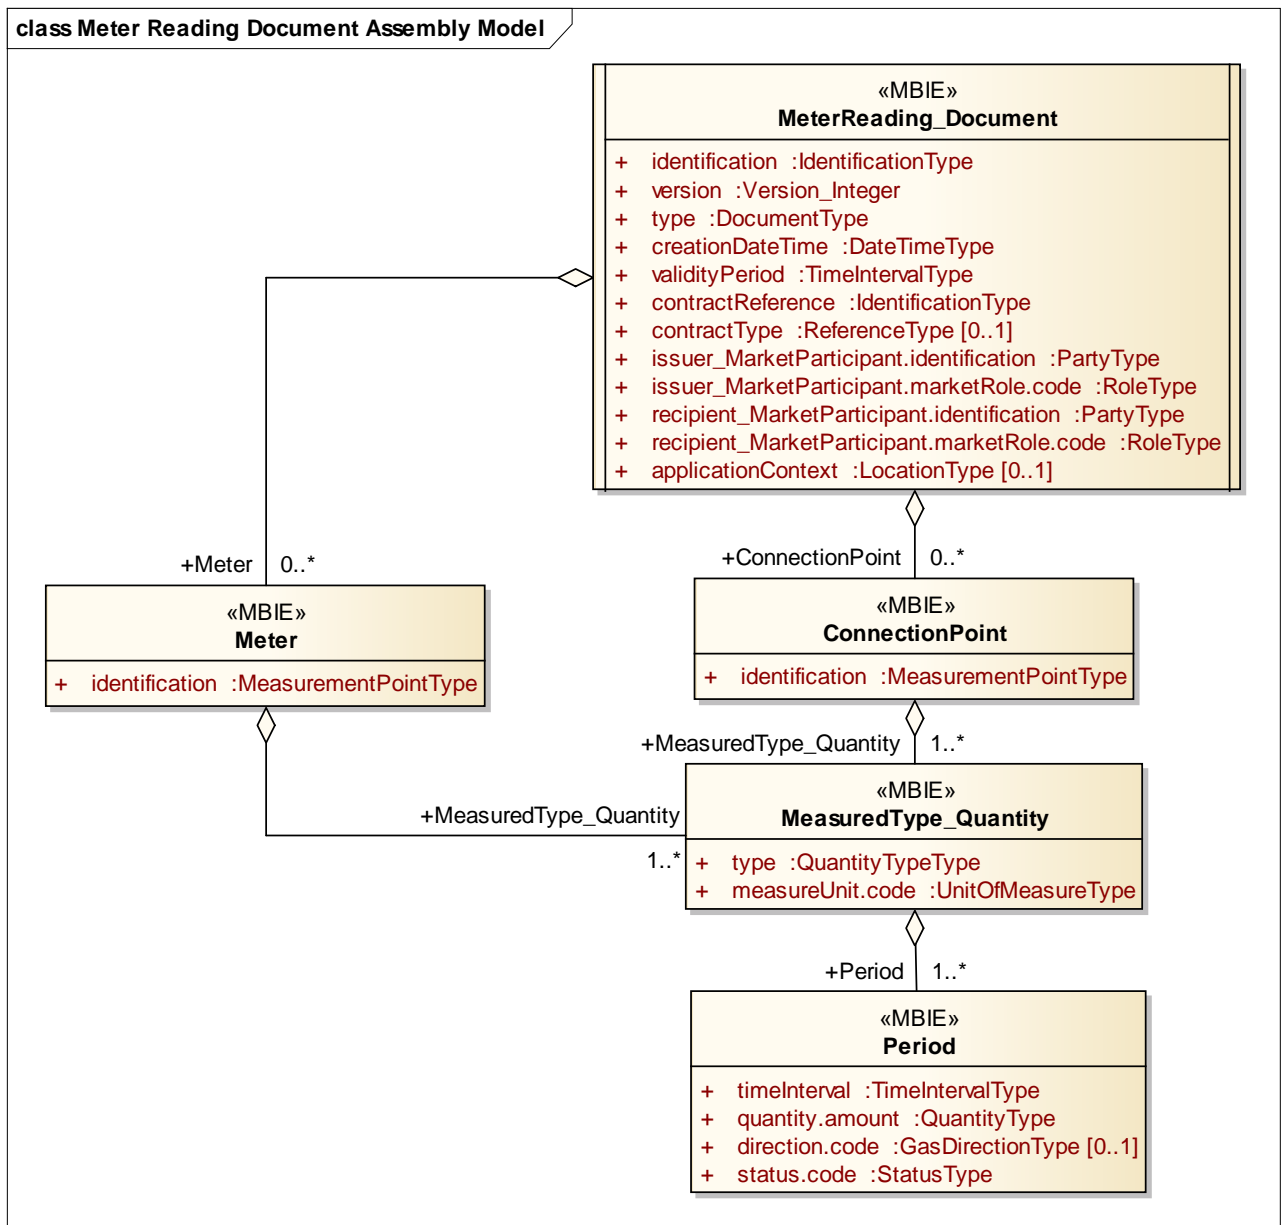 class Meter Reading Document Assembly Model
«MBIE»
MeterReading_Document
+ identification :IdentificationType
+ version :Version_Integer
+ type :DocumentType
+ creationDateTime :DateTimeType
+ validityPeriod :TimeIntervalType
+ contractReference :IdentificationType
+ contractType :ReferenceType [0..1]
+ issuer_MarketParticipant.identification :PartyType
+ issuer_MarketParticipant.marketRole.code :RoleType
+ recipient_MarketParticipant.identification :PartyType
+ recipient_MarketParticipant.marketRole.code :RoleType
+ applicationContext :LocationType [0..1]
+Meter 0..*
+ConnectionPoint 0..*
«MBIE»
Meter
+ identification :MeasurementPointType
«MBIE»
ConnectionPoint
+ identification :MeasurementPointType
+MeasuredType_Quantity 1..*
+MeasuredType_Quantity
1..*
«MBIE»
MeasuredType_Quantity
+ type :QuantityTypeType
+ measureUnit.code :UnitOfMeasureType
+Period 1..*
«MBIE»
Period
+ timeInterval :TimeIntervalType
+ quantity.amount :QuantityType
+ direction.code :GasDirectionType [0..1]
+ status.code :StatusType